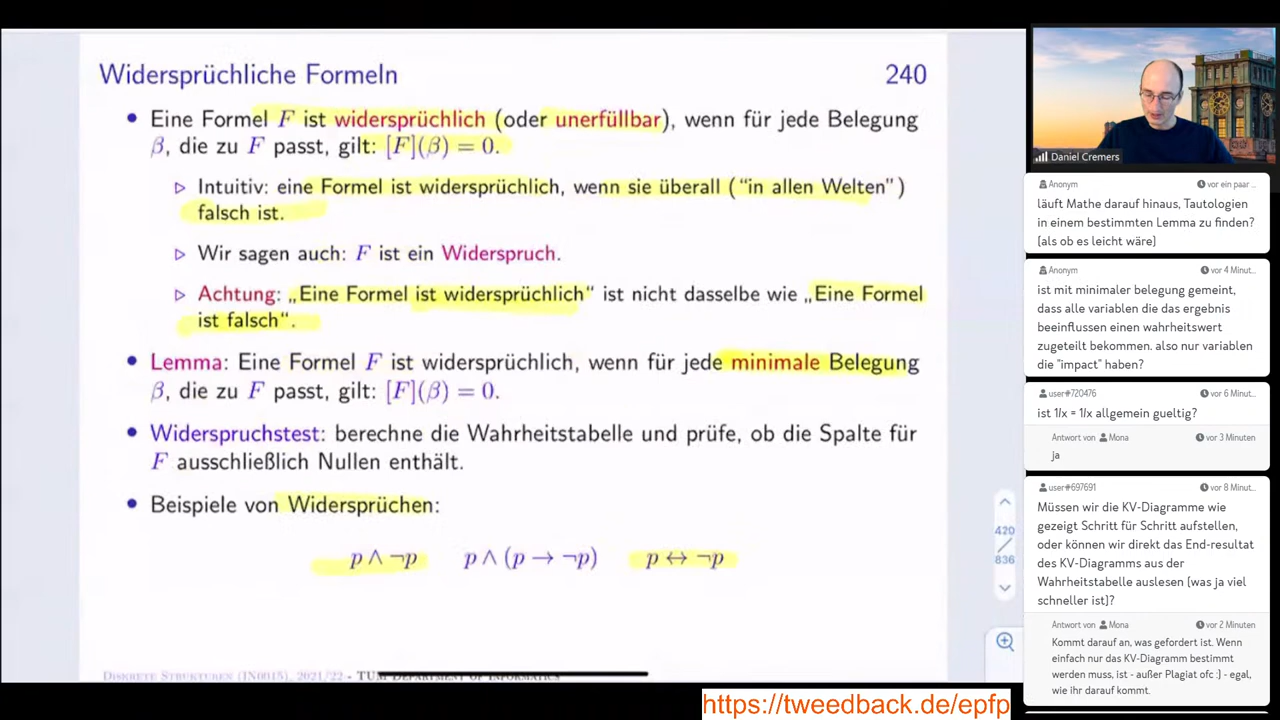 Widersprüchliche Formeln 240
• Eine Formel F ist widersprüchlich (oder unerfüllbar), wenn für jede Belegung
β, die zu F passt, gilt: [F](β) = 0.
▷ Intuitiv: eine Formel ist widersprüchlich, wenn sie überall (“in allen Welten”)
falsch ist.
▷ Wir sagen auch: F ist ein Widerspruch.
▷ Achtung: „Eine Formel ist widersprüchlich“ ist nicht dasselbe wie „Eine Formel
ist falsch“.
• Lemma: Eine Formel F ist widersprüchlich, wenn für jede minimale Belegung
β, die zu F passt, gilt: [F](β) = 0.
• Widerspruchstest: berechne die Wahrheitstabelle und prüfe, ob die Spalte für
F ausschließlich Nullen enthält.
• Beispiele von Widersprüchen:
p ∧ ¬p p ∧ (p → ¬p) p ↔ ¬p
Diskrete Strukturen (IN0015), 2021/22 - TUM Department of Informatics
420
836
https://tweedback.de/epfp
Daniel Cremers
Anonym vor ein paar ...
läuft Mathe darauf hinaus, Tautologien
in einem bestimmten Lemma zu finden?
(als ob es leicht wäre)
Anonym vor 4 Minut...
ist mit minimaler belegung gemeint,
dass alle variablen die das ergebnis
beeinflussen einen wahrheitswert
zugeteilt bekommen. also nur variablen
die "impact" haben?
user#720476 vor 6 Minut...
ist 1/x = 1/x allgemein gueltig?
Antwort von Mona vor 3 Minuten
ja
user#697691 vor 8 Minut...
Müssen wir die KV-Diagramme wie
gezeigt Schritt für Schritt aufstellen,
oder können wir direkt das End-resultat
des KV-Diagramms aus der
Wahrheitstabelle auslesen (was ja viel
schneller ist)?
Antwort von Mona vor 2 Minuten
Kommt darauf an, was gefordert ist. Wenn
einfach nur das KV-Diagramm bestimmt
werden muss, ist - außer Plagiat ofc :) - egal,
wie ihr darauf kommt.